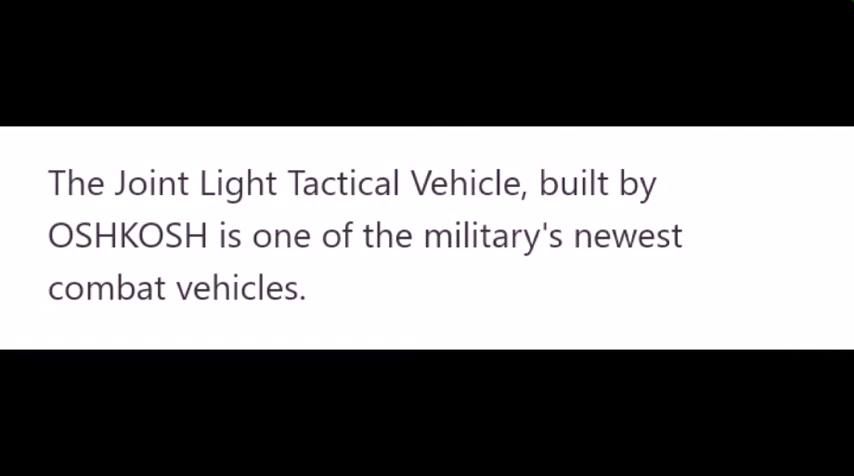 The Joint Light Tactical Vehicle, built by
OSHKOSH is one of the military's newest
combat vehicles.